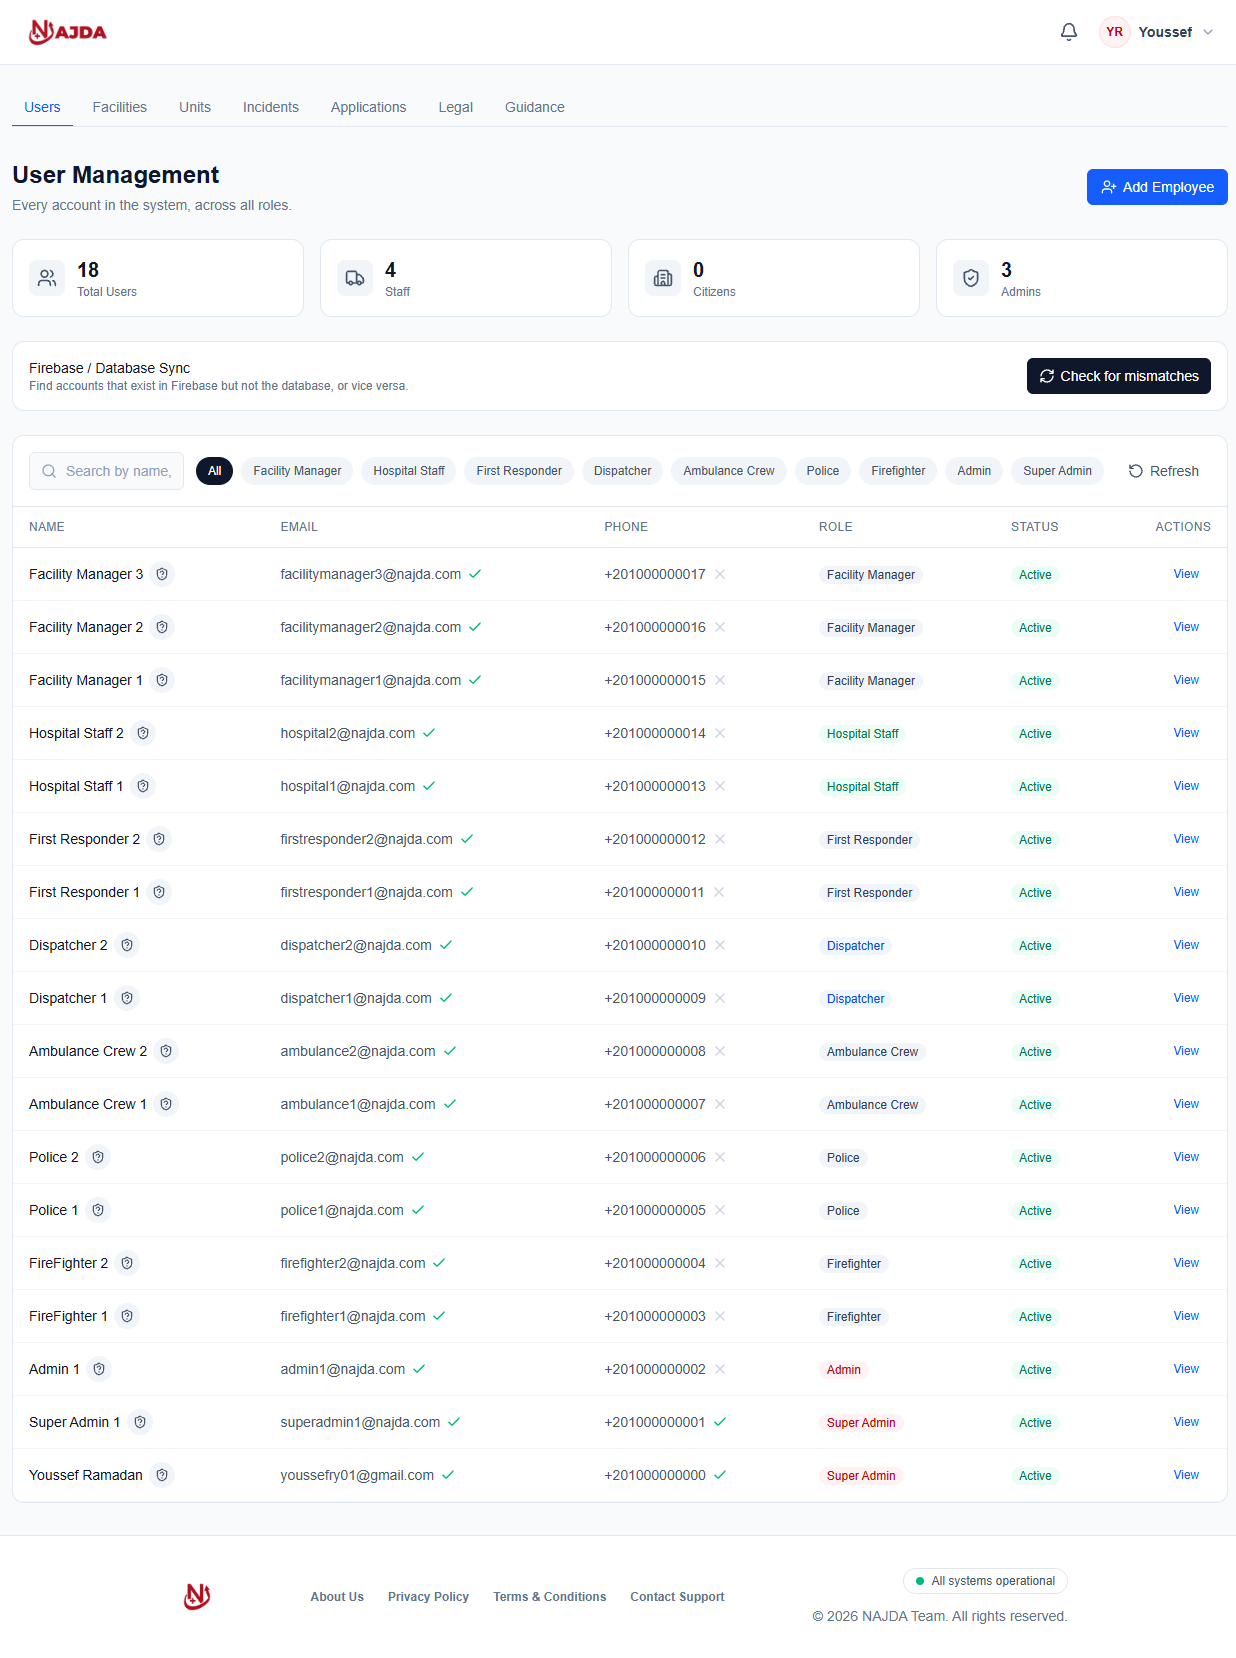 NAJDA
YR Youssef
Users Facilities Units Incidents Applications Legal Guidance
User Management
Every account in the system, across all roles.
Add Employee
18
Total Users
4
Staff
0
Citizens
3
Admins
Firebase / Database Sync
Find accounts that exist in Firebase but not the database, or vice versa.
Check for mismatches
Search by name, All Facility Manager Hospital Staff First Responder Dispatcher Ambulance Crew Police Firefighter Admin Super Admin Refresh
NAME EMAIL PHONE ROLE STATUS ACTIONS
Facility Manager 3 facilitymanager3@najda.com +201000000017 Facility Manager Active View
Facility Manager 2 facilitymanager2@najda.com +201000000016 Facility Manager Active View
Facility Manager 1 facilitymanager1@najda.com +201000000015 Facility Manager Active View
Hospital Staff 2 hospital2@najda.com +201000000014 Hospital Staff Active View
Hospital Staff 1 hospital1@najda.com +201000000013 Hospital Staff Active View
First Responder 2 firstresponder2@najda.com +201000000012 First Responder Active View
First Responder 1 firstresponder1@najda.com +201000000011 First Responder Active View
Dispatcher 2 dispatcher2@najda.com +201000000010 Dispatcher Active View
Dispatcher 1 dispatcher1@najda.com +201000000009 Dispatcher Active View
Ambulance Crew 2 ambulance2@najda.com +201000000008 Ambulance Crew Active View
Ambulance Crew 1 ambulance1@najda.com +201000000007 Ambulance Crew Active View
Police 2 police2@najda.com +201000000006 Police Active View
Police 1 police1@najda.com +201000000005 Police Active View
FireFighter 2 firefighter2@najda.com +201000000004 Firefighter Active View
FireFighter 1 firefighter1@najda.com +201000000003 Firefighter Active View
Admin 1 admin1@najda.com +201000000002 Admin Active View
Super Admin 1 superadmin1@najda.com +201000000001 Super Admin Active View
Youssef Ramadan youssefry01@gmail.com +201000000000 Super Admin Active View
N
About Us Privacy Policy Terms & Conditions Contact Support
All systems operational
© 2026 NAJDA Team. All rights reserved.